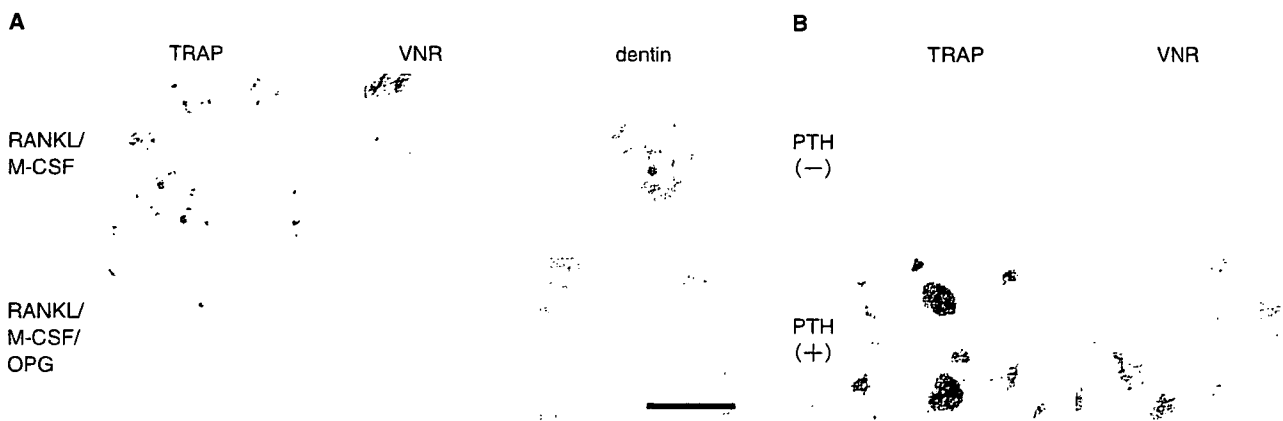 A
B
TRAP VNR dentin
TRAP VNR
RANKL/
M-CSF
PTH
(−)
RANKL/
M-CSF/
OPG
PTH
(+)